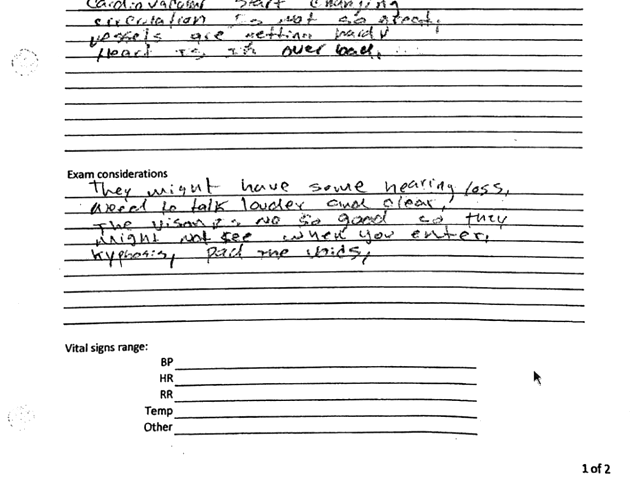 Cardiovascular start changing
circulation is not so great.
vessels are getting hard
Heart is in over load.
Exam considerations
They might have some hearing loss,
need to talk louder and clear,
The vision is no so good so they
might not see when you enter.
Kyphosis, pad the
Vital signs range:
BP
HR
RR
Temp
Other
1 of 2